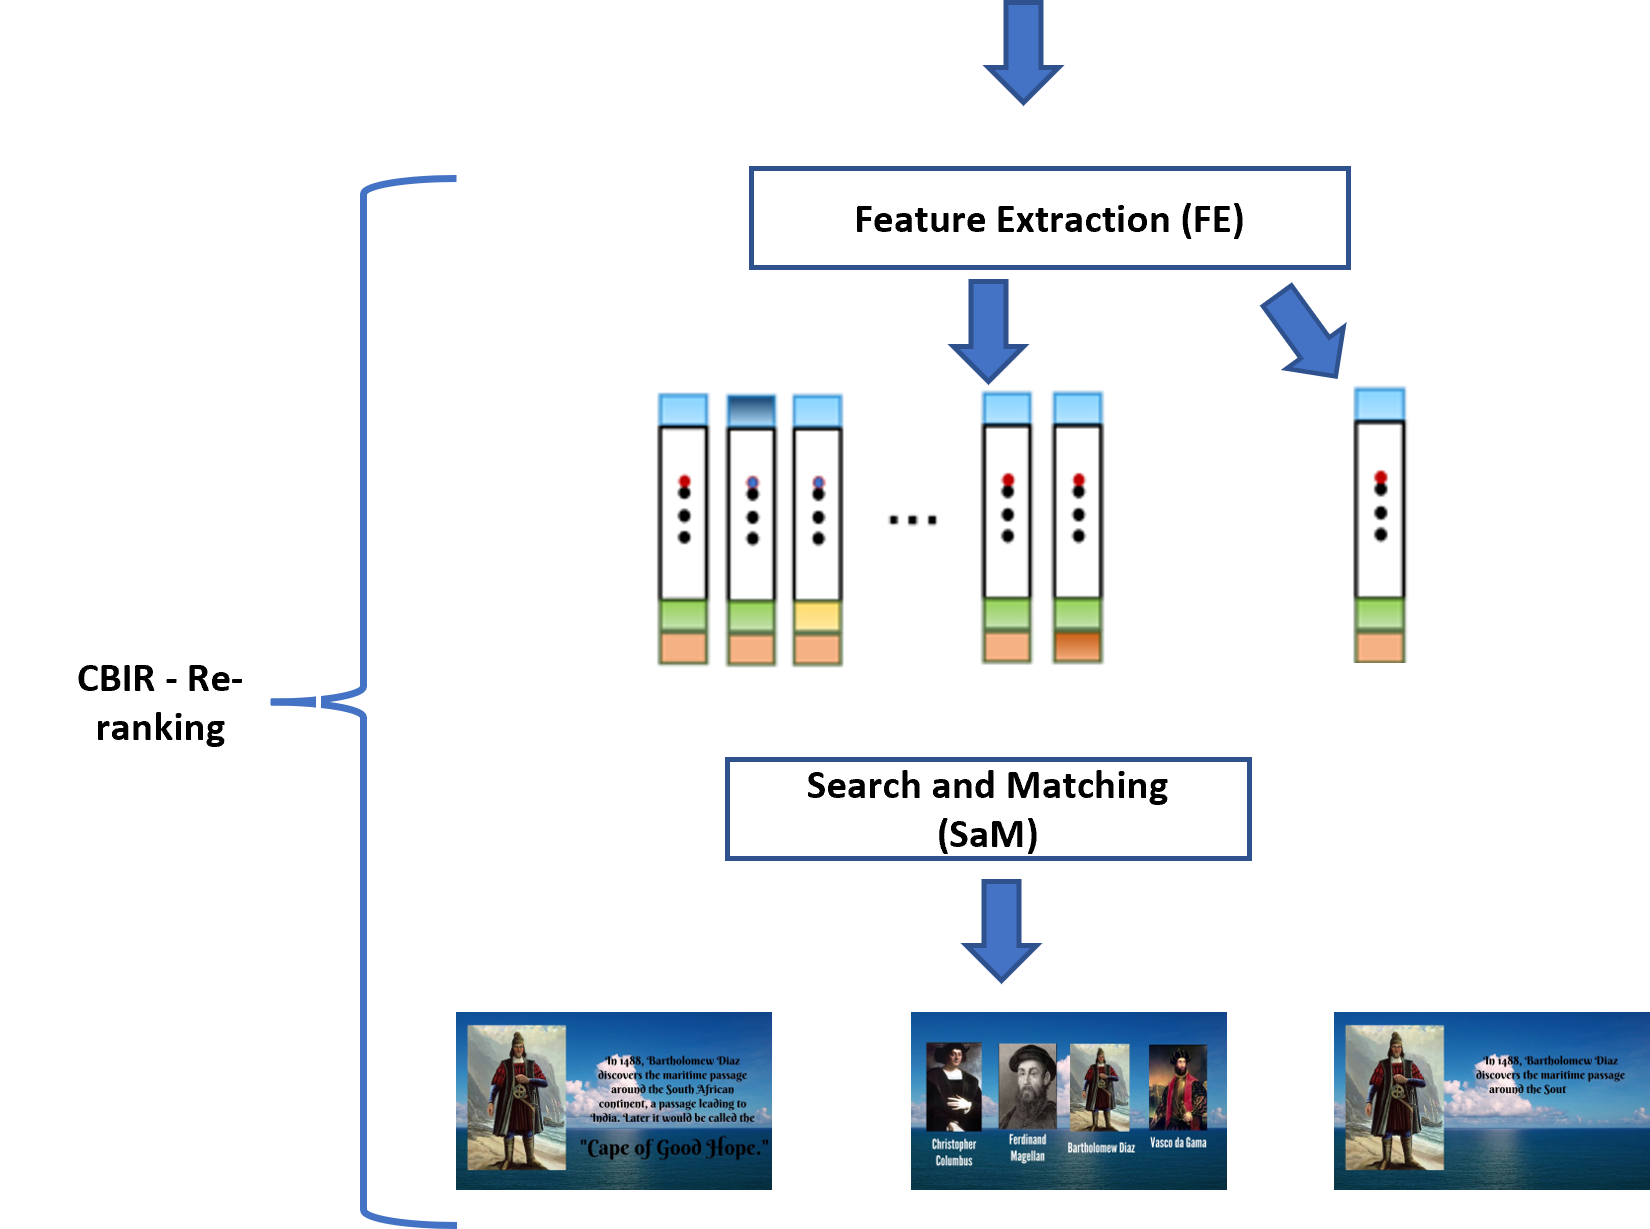 Feature Extraction (FE)
...
CBIR - Re-
ranking
Search and Matching
(SaM)
In 1488, Bartholomew Diaz
discovers the maritime passage
around the South African
continent, a passage leading to
India. Later it would be called the
"Cape of Good Hope."
Christopher
Columbus
Ferdinand
Magellan
Bartholomew Diaz
Vasco da Gama
In 1488, Bartholomew Diaz
discovers the maritime passage
around the Sout